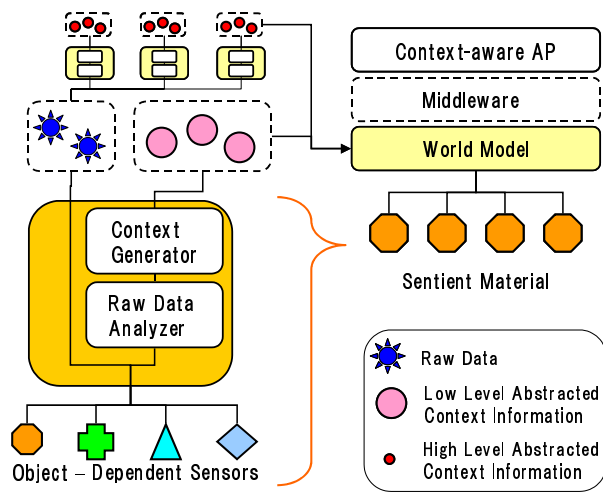 Context-aware AP
Middleware
World Model
Context
Generator
Raw Data
Analyzer
Sentient Material
Object – Dependent Sensors
Raw Data
Low Level Abstracted
Context Information
High Level Abstracted
Context Information